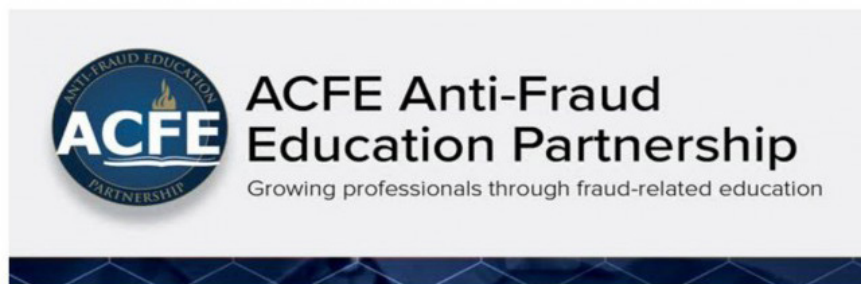 ANTI-FRAUD EDUCATION
ACFE
PARTNERSHIP
ACFE Anti-Fraud
Education Partnership
Growing professionals through fraud-related education